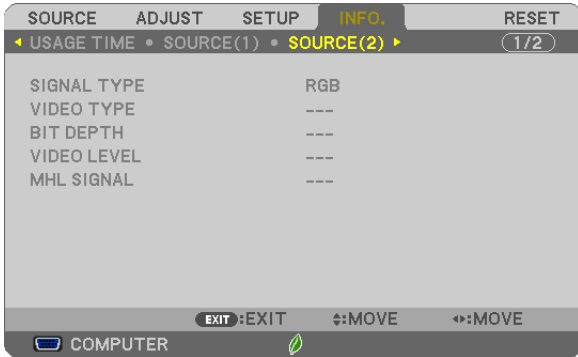 SOURCE ADJUST SETUP INFO. RESET
USAGE TIME • SOURCE(1) • SOURCE(2) 1/2
SIGNAL TYPE RGB
VIDEO TYPE ---
BIT DEPTH ---
VIDEO LEVEL ---
MHL SIGNAL ---
EXIT :EXIT :MOVE :MOVE
COMPUTER